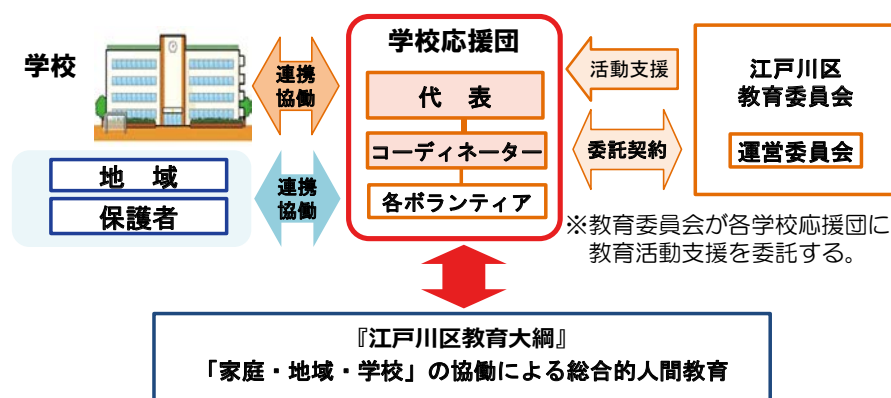 学校
連携
協働
学校応援団
代　表
コーディネーター
各ボランティア
活動支援
委託契約
江戸川区
教育委員会
運営委員会
地　域
保護者
連携
協働
※教育委員会が各学校応援団に
教育活動支援を委託する。
『江戸川区教育大綱』
「家庭・地域・学校」の協働による総合的人間教育